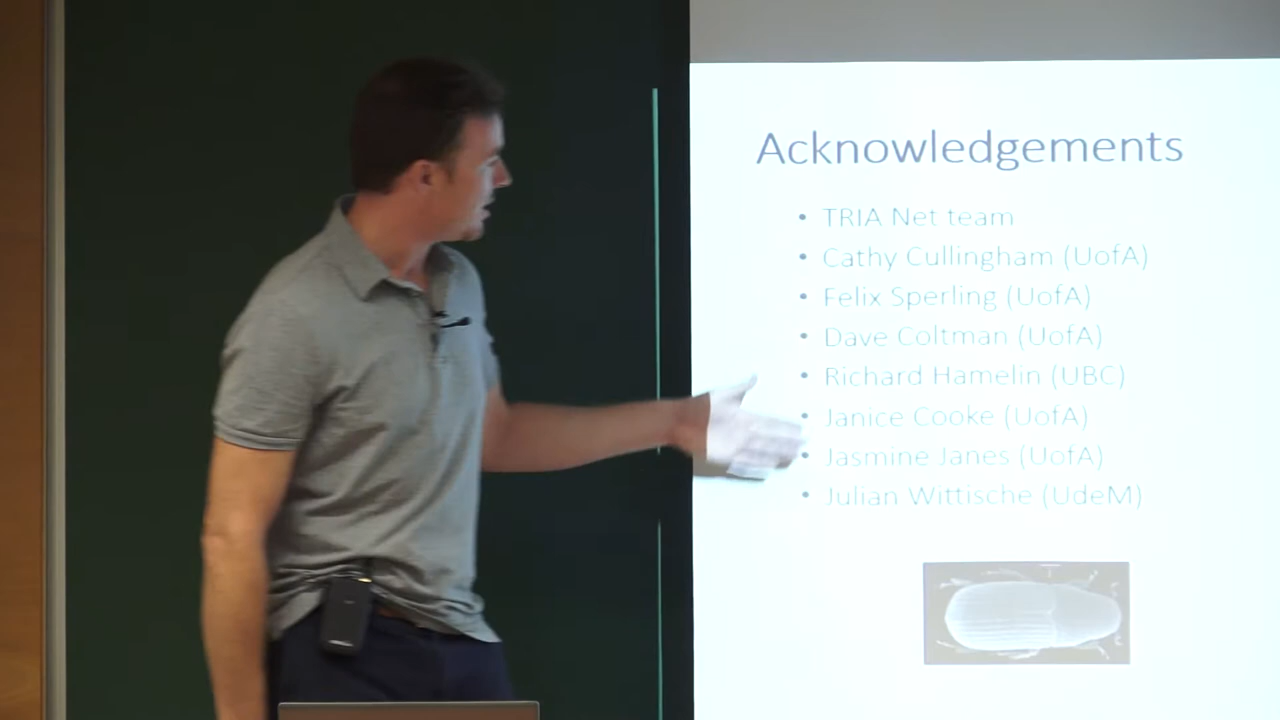 Acknowledgements
• TRIA Net team
• Cathy Cullingham (UofA)
• Felix Sperling (UofA)
• Dave Coltman (UofA)
• Richard Hamelin (UBC)
• Janice Cooke (UofA)
• Jasmine Janes (UofA)
• Julian Wittische (UdeM)